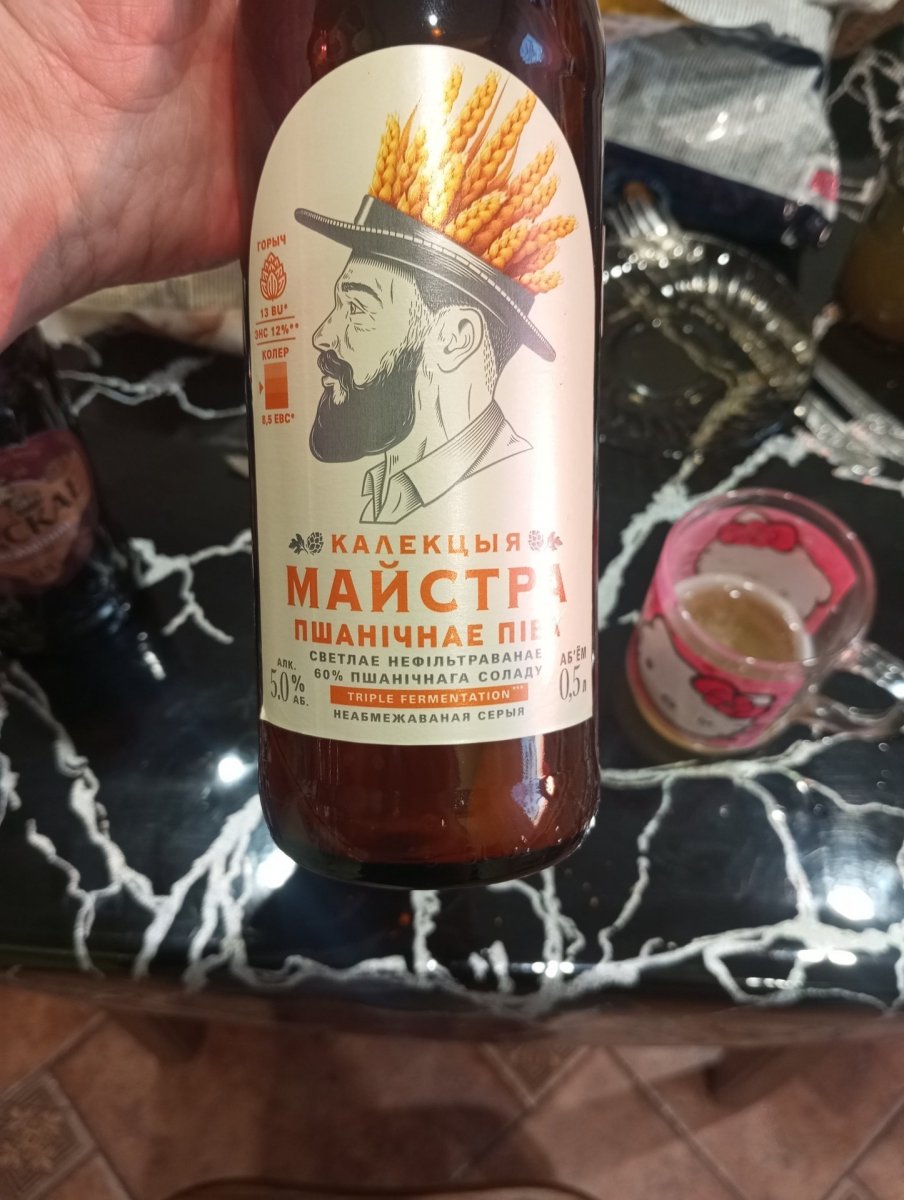 ГОРЫЧ
13 BU*
ЭНС 12%**
КОЛЕР
8,5 ЕВС*
КАЛЕКЦЫЯ
МАЙСТРА
ПШАНІЧНАЕ ПІВА
СВЕТЛАЕ НЕФІЛЬТРАВАНАЕ
60% ПШАНІЧНАГА СОЛАДУ
АЛК.
5,0%
АБ.
АБ'ЁМ
0,5 л
TRIPLE FERMENTATION***
НЕАБМЕЖАВАНАЯ СЕРЫЯ